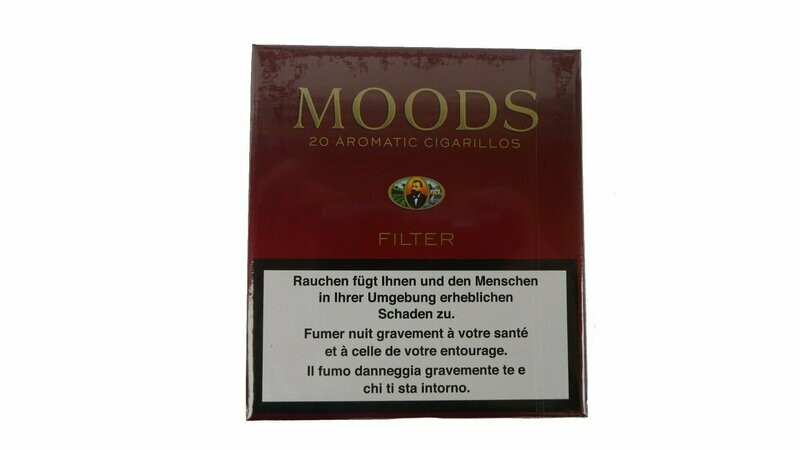 MOODS
20 AROMATIC CIGARILLOS
FILTER
Rauchen fügt Ihnen und den Menschen
in Ihrer Umgebung erheblichen
Schaden zu.
Fumer nuit gravement à votre santé
et à celle de votre entourage.
Il fumo danneggia gravemente te e
chi ti sta intorno.